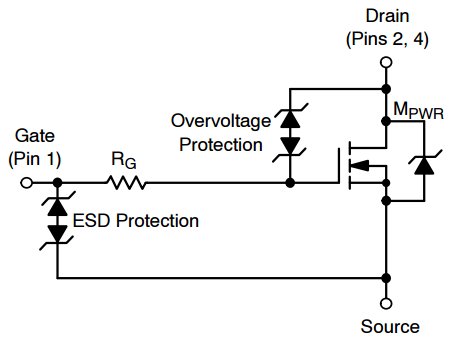 Drain
(Pins 2, 4)
Overvoltage
Protection
MPWR
Gate
(Pin 1)
RG
ESD Protection
Source